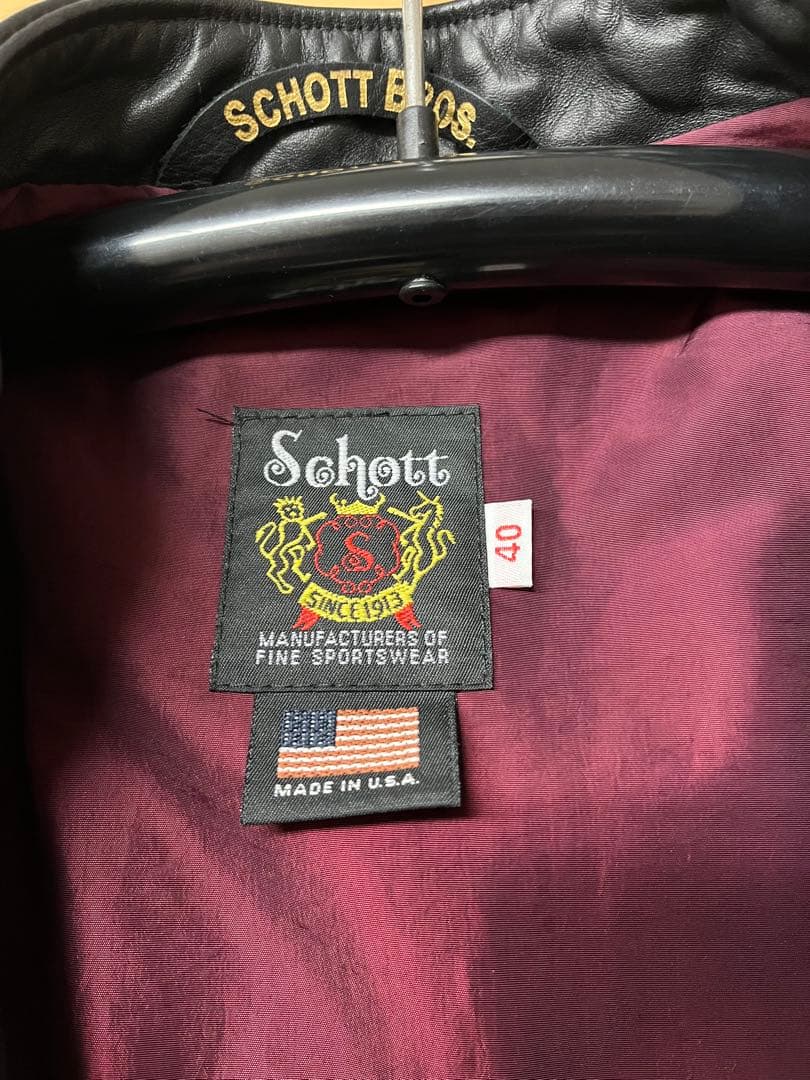 SCHOTT BROS.
Schott
S
SINCE 1913
MANUFACTURERS OF
FINE SPORTSWEAR
40
MADE IN U.S.A.